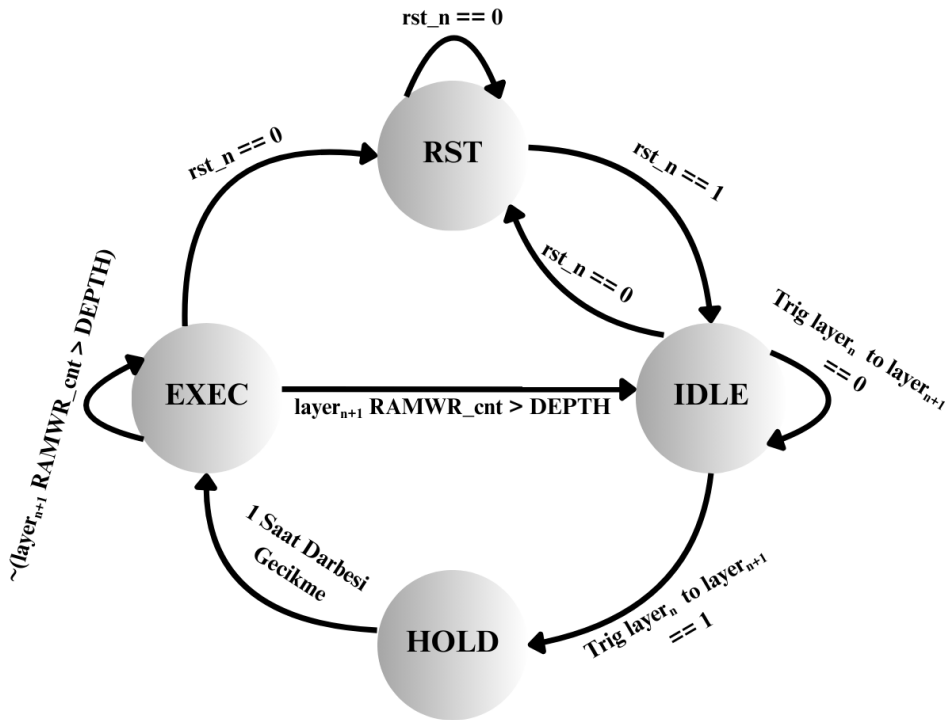 rst_n == 0
RST
rst_n == 0
rst_n == 1
rst_n == 0
Trig layerₙ to layerₙ₊₁
== 0
~(layerₙ₊₁ RAMWR_cnt > DEPTH)
EXEC
layerₙ₊₁ RAMWR_cnt > DEPTH
IDLE
1 Saat Darbesi
Gecikme
HOLD
Trig layerₙ to layerₙ₊₁
== 1